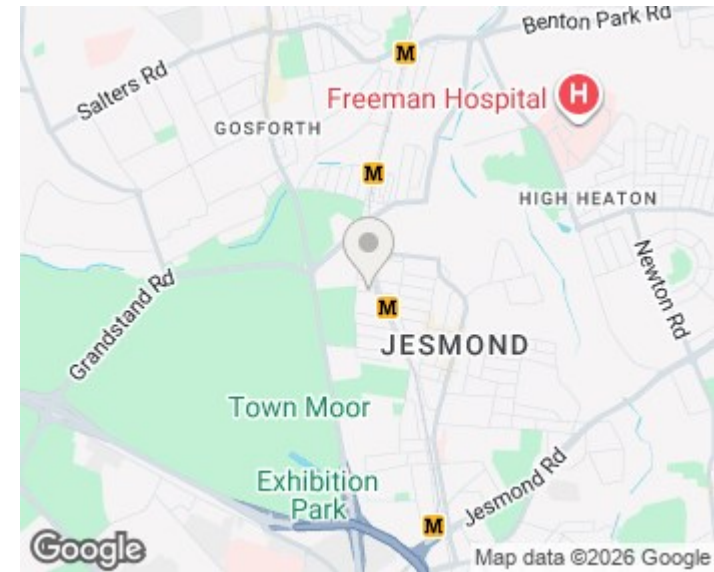 Benton Park Rd
M
Salters Rd
Freeman Hospital H
GOSFORTH
M
HIGH HEATON
Newton Rd
Grandstand Rd
M
JESMOND
Town Moor
Exhibition
Park
Jesmond Rd
M
Google
Map data ©2026 Google